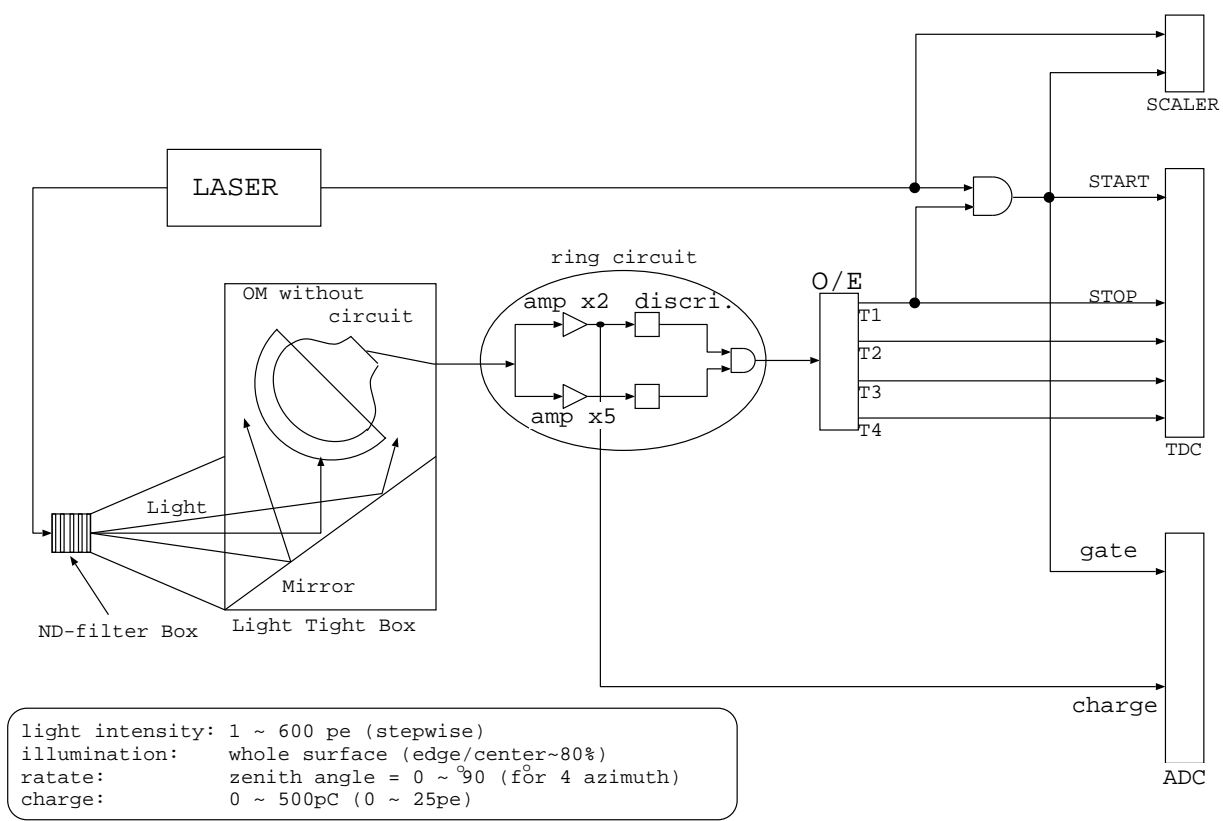 SCALER
LASER
START
ring circuit
O/E
OM without
circuit
amp x2 discri.
STOP
T1
T2
T3
T4
amp x5
TDC
Light
gate
Mirror
ND-filter Box
Light Tight Box
charge
ADC
light intensity: 1 ~ 600 pe (stepwise)
illumination: whole surface (edge/center~80%)
ratate: zenith angle = 0 ~ °90 (for° 4 azimuth)
charge: 0 ~ 500pC (0 ~ 25pe)